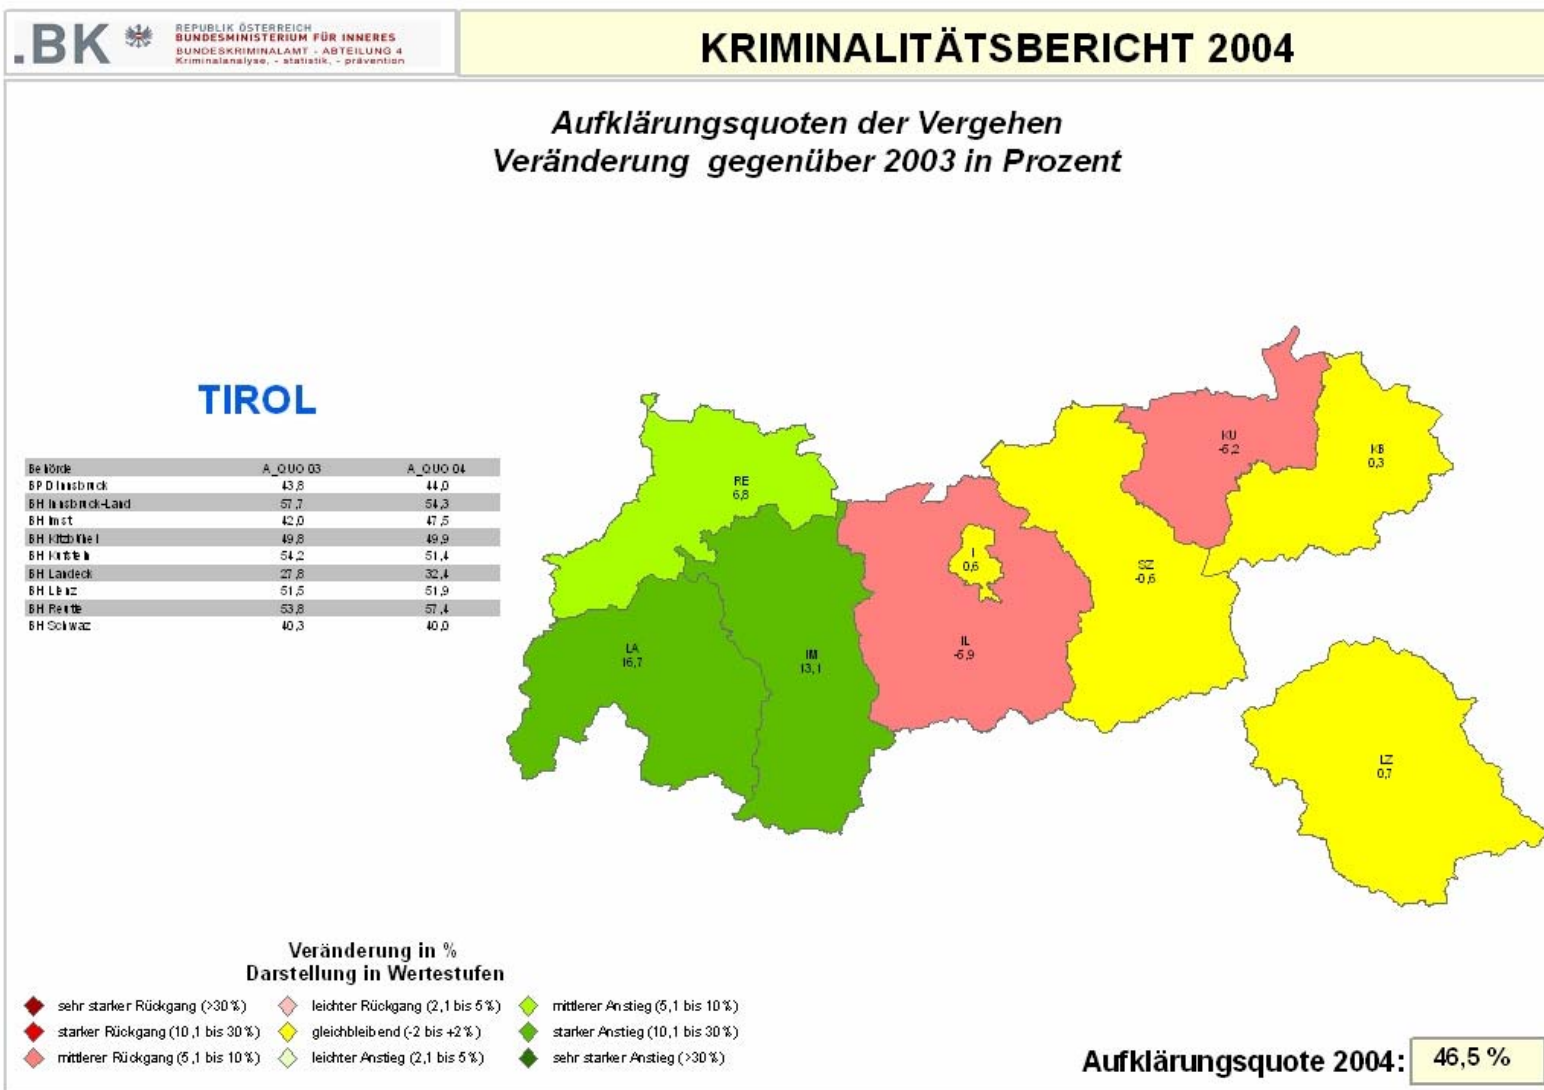 .BK
REPUBLIK ÖSTERREICH
BUNDESMINISTERIUM FÜR INNERES
BUNDESKRIMINALAMT - ABTEILUNG 4
Kriminalanalyse, - statistik, - prävention
KRIMINALITÄTSBERICHT 2004
Aufklärungsquoten der Vergehen
Veränderung gegenüber 2003 in Prozent
TIROL
Behörde A_QUO 03 A_QUO 04
BPD Innsbruck 43,8 44,0
BH Innsbruck-Land 57,7 54,3
BH Imst 42,0 47,5
BH Kitzbühel 49,8 49,9
BH Kufstein 54,2 51,4
BH Landeck 27,8 32,4
BH Lienz 51,5 51,9
BH Reutte 53,8 57,4
BH Schwaz 40,3 40,0
KU
-5,2
KB
0,3
RE
6,8
I
0,6
SZ
-0,6
LA
16,7
IM
13,1
IL
-5,9
LZ
0,7
Veränderung in %
Darstellung in Wertestufen
sehr starker Rückgang (>30%) leichter Rückgang (2,1 bis 5%) mittlerer Anstieg (5,1 bis 10%)
starker Rückgang (10,1 bis 30%) gleichbleibend (-2 bis +2%) starker Anstieg (10,1 bis 30%)
mittlerer Rückgang (5,1 bis 10%) leichter Anstieg (2,1 bis 5%) sehr starker Anstieg (>30%)
Aufklärungsquote 2004: 46,5 %